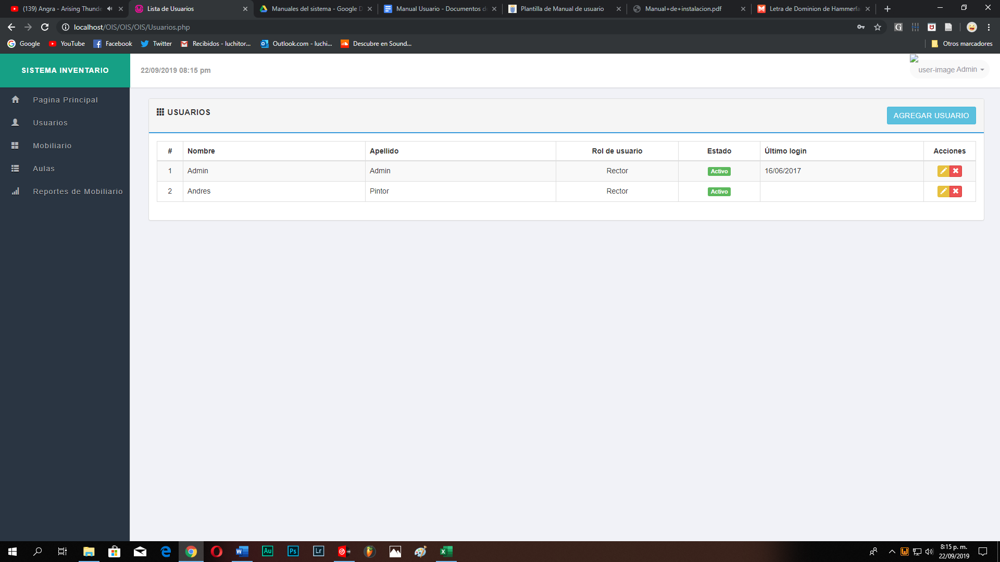 (139) Angra - Arising Thunde
Lista de Usuarios
Manuales del sistema - Google D
Manual Usuario - Documentos d
Plantilla de Manual de usuario
Manual+de+instalacion.pdf
Letra de Dominion de Hammerfa
localhost/OIS/OIS/OIS/Usuarios.php
Google
YouTube
Facebook
Twitter
Recibidos - luchitor...
Outlook.com - luchi...
Descubre en Sound...
Otros marcadores
SISTEMA INVENTARIO
22/09/2019 08:15 pm
user-image Admin
Pagina Principal
Usuarios
Mobiliario
Aulas
Reportes de Mobiliario
USUARIOS
AGREGAR USUARIO
# Nombre Apellido Rol de usuario Estado Último login Acciones
1 Admin Admin Rector Activo 16/06/2017
2 Andres Pintor Rector Activo
Au
Ps
Lr
8:15 p. m.
22/09/2019